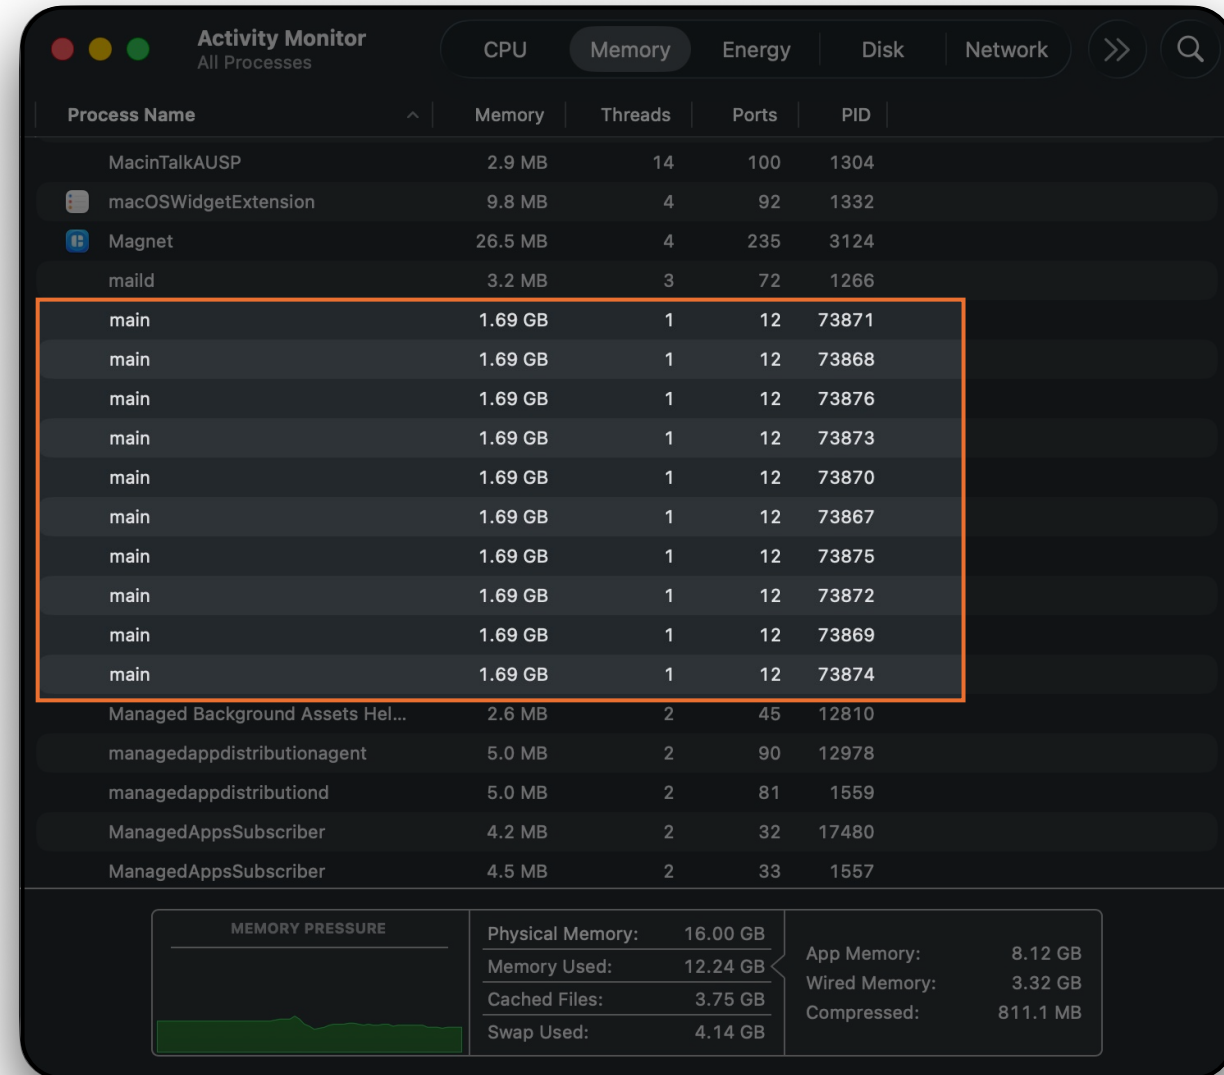 Activity Monitor
All Processes
CPU Memory Energy Disk Network
Process Name Memory Threads Ports PID
MacinTalkAUSP 2.9 MB 14 100 1304
macOSWidgetExtension 9.8 MB 4 92 1332
Magnet 26.5 MB 4 235 3124
maild 3.2 MB 3 72 1266
main 1.69 GB 1 12 73871
main 1.69 GB 1 12 73868
main 1.69 GB 1 12 73876
main 1.69 GB 1 12 73873
main 1.69 GB 1 12 73870
main 1.69 GB 1 12 73867
main 1.69 GB 1 12 73875
main 1.69 GB 1 12 73872
main 1.69 GB 1 12 73869
main 1.69 GB 1 12 73874
Managed Background Assets Hel... 2.6 MB 2 45 12810
managedappdistributionagent 5.0 MB 2 90 12978
managedappdistributiond 5.0 MB 2 81 1559
ManagedAppsSubscriber 4.2 MB 2 32 17480
ManagedAppsSubscriber 4.5 MB 2 33 1557
MEMORY PRESSURE
Physical Memory: 16.00 GB
Memory Used: 12.24 GB
Cached Files: 3.75 GB
Swap Used: 4.14 GB
App Memory: 8.12 GB
Wired Memory: 3.32 GB
Compressed: 811.1 MB